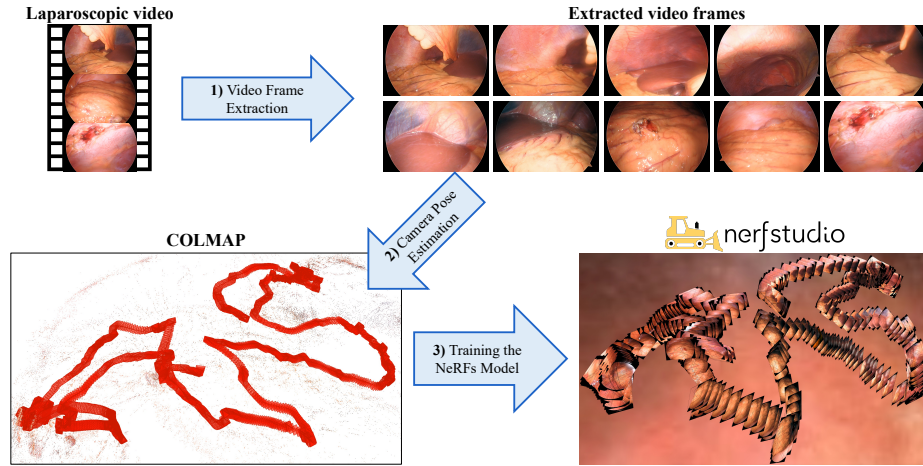 Laparoscopic video
Extracted video frames
1) Video Frame
Extraction
2) Camera Pose
Estimation
COLMAP
nerfstudio
3) Training the
NeRFs Model